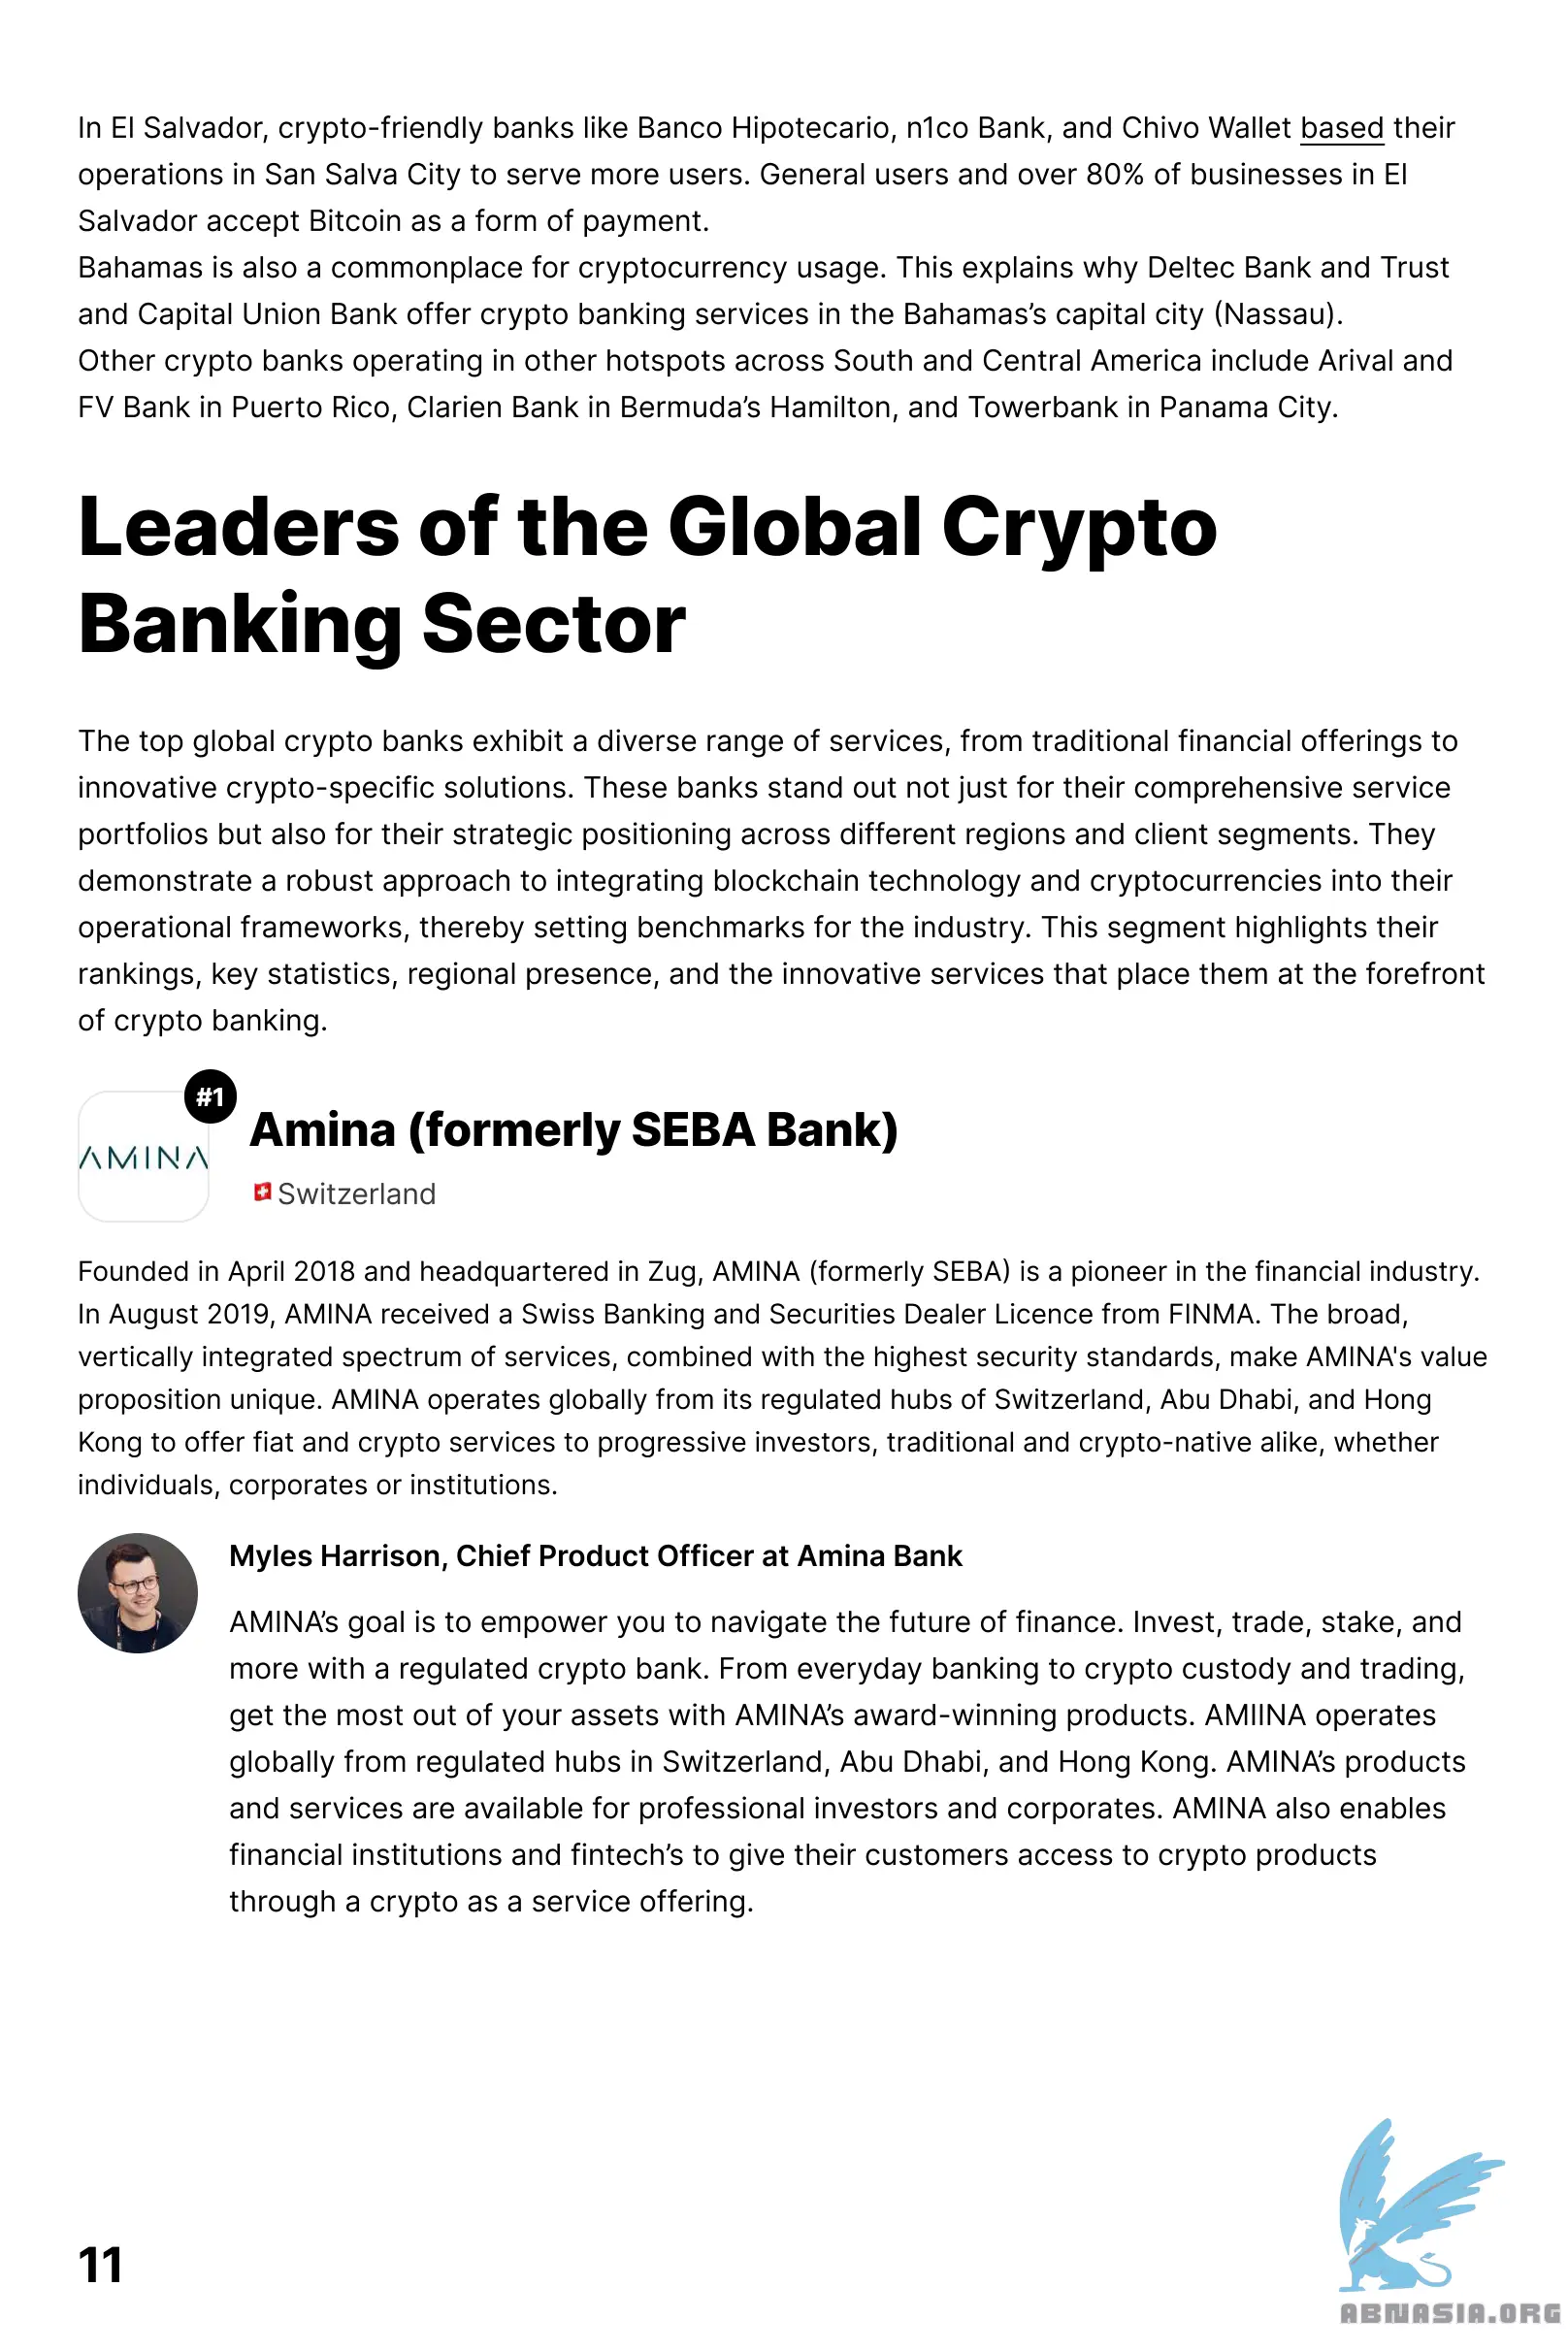 In El Salvador, crypto-friendly banks like Banco Hipotecario, n1co Bank, and Chivo Wallet based their
operations in San Salva City to serve more users. General users and over 80% of businesses in El
Salvador accept Bitcoin as a form of payment.
Bahamas is also a commonplace for cryptocurrency usage. This explains why Deltec Bank and Trust
and Capital Union Bank offer crypto banking services in the Bahamas’s capital city (Nassau).
Other crypto banks operating in other hotspots across South and Central America include Arival and
FV Bank in Puerto Rico, Clarien Bank in Bermuda’s Hamilton, and Towerbank in Panama City.
Leaders of the Global Crypto
Banking Sector
The top global crypto banks exhibit a diverse range of services, from traditional financial offerings to
innovative crypto-specific solutions. These banks stand out not just for their comprehensive service
portfolios but also for their strategic positioning across different regions and client segments. They
demonstrate a robust approach to integrating blockchain technology and cryptocurrencies into their
operational frameworks, thereby setting benchmarks for the industry. This segment highlights their
rankings, key statistics, regional presence, and the innovative services that place them at the forefront
of crypto banking.
#1
AMINA
Amina (formerly SEBA Bank)
Switzerland
Founded in April 2018 and headquartered in Zug, AMINA (formerly SEBA) is a pioneer in the financial industry.
In August 2019, AMINA received a Swiss Banking and Securities Dealer Licence from FINMA. The broad,
vertically integrated spectrum of services, combined with the highest security standards, make AMINA's value
proposition unique. AMINA operates globally from its regulated hubs of Switzerland, Abu Dhabi, and Hong
Kong to offer fiat and crypto services to progressive investors, traditional and crypto-native alike, whether
individuals, corporates or institutions.
Myles Harrison, Chief Product Officer at Amina Bank
AMINA’s goal is to empower you to navigate the future of finance. Invest, trade, stake, and
more with a regulated crypto bank. From everyday banking to crypto custody and trading,
get the most out of your assets with AMINA’s award-winning products. AMIINA operates
globally from regulated hubs in Switzerland, Abu Dhabi, and Hong Kong. AMINA’s products
and services are available for professional investors and corporates. AMINA also enables
financial institutions and fintech’s to give their customers access to crypto products
through a crypto as a service offering.
11
ABNASIA.ORG